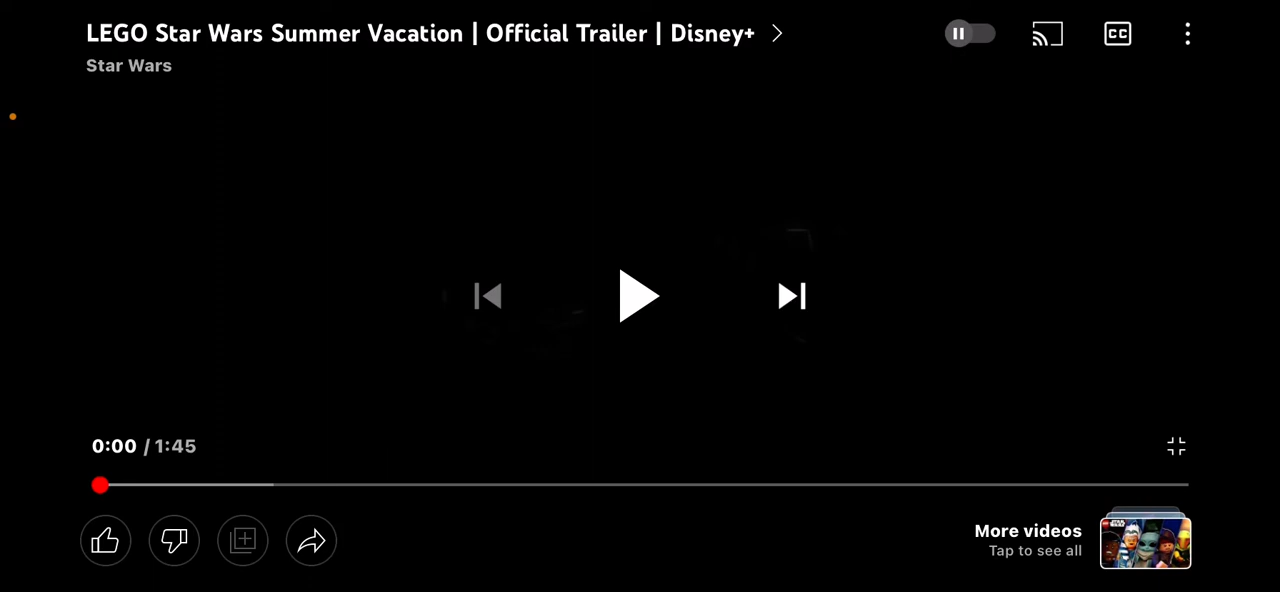 LEGO Star Wars Summer Vacation | Official Trailer | Disney+
Star Wars
CC
0:00 / 1:45
More videos
Tap to see all